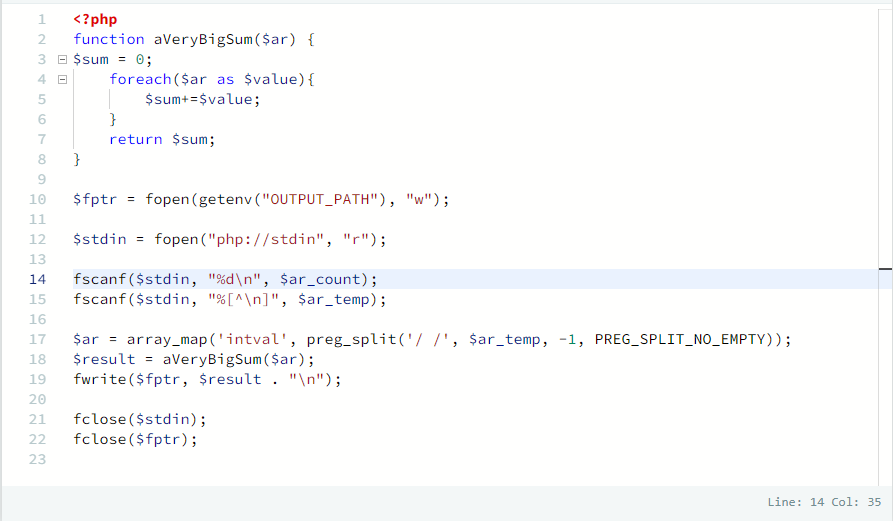 1 <?php
2 function aVeryBigSum($ar) {
3 $sum = 0;
4 foreach($ar as $value){
5 $sum+=$value;
6 }
7 return $sum;
8 }
9
10 $fptr = fopen(getenv("OUTPUT_PATH"), "w");
11
12 $stdin = fopen("php://stdin", "r");
13
14 fscanf($stdin, "%d\n", $ar_count);
15 fscanf($stdin, "%[^\n]", $ar_temp);
16
17 $ar = array_map('intval', preg_split('/ /', $ar_temp, -1, PREG_SPLIT_NO_EMPTY));
18 $result = aVeryBigSum($ar);
19 fwrite($fptr, $result . "\n");
20
21 fclose($stdin);
22 fclose($fptr);
23
Line: 14 Col: 35